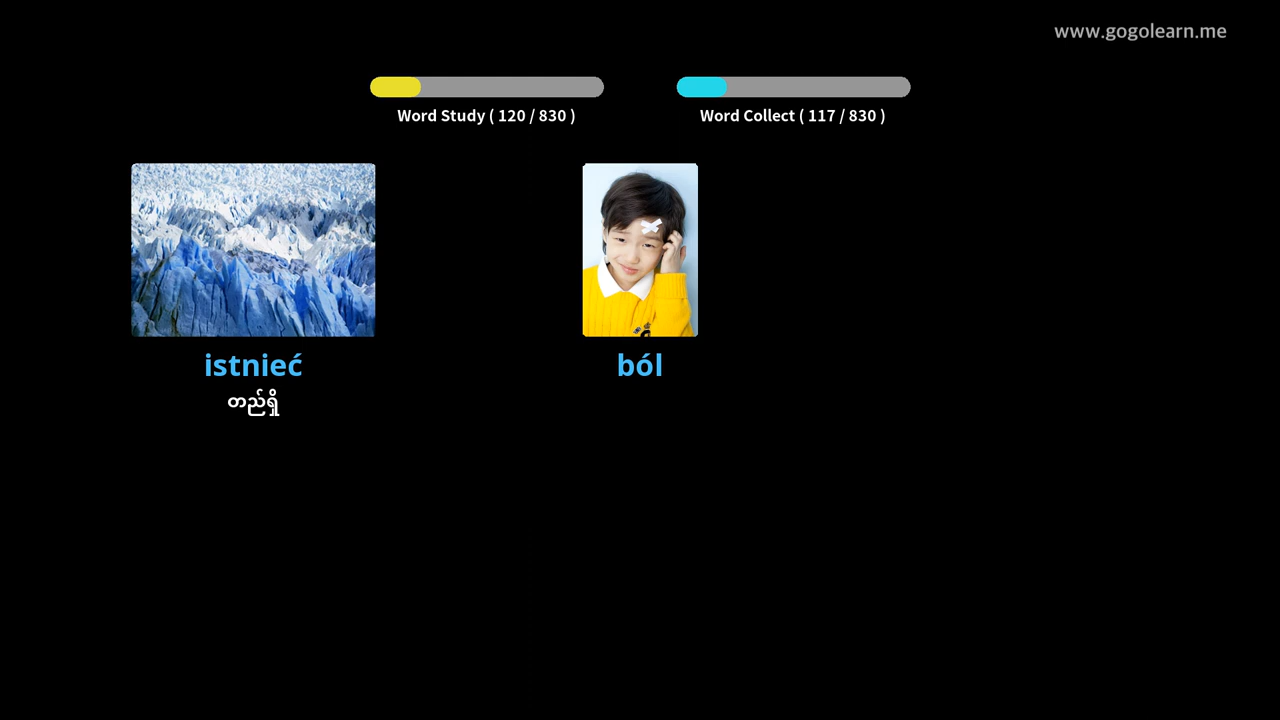 www.gogolearn.me
Word Study ( 120 / 830 )
Word Collect ( 117 / 830 )
istnieć
ból
တည်ရှိ